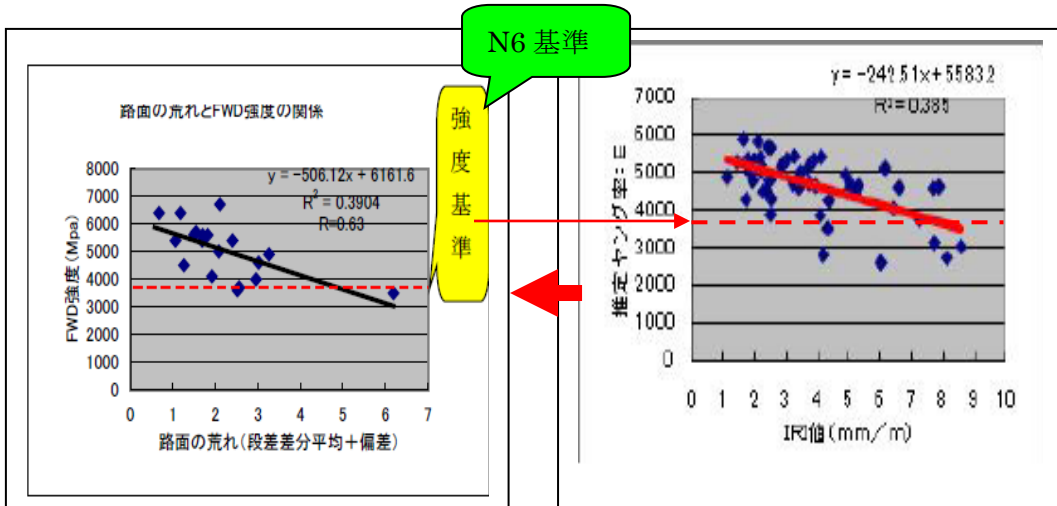 N6 基準
路面の荒れとFWD強度の関係
強度基準
y = -506.12x + 6161.6
R² = 0.3904
R=0.63
8000
7000
6000
5000
4000
3000
2000
1000
0
FWD強度(Mpa)
0 1 2 3 4 5 6 7
路面の荒れ(段差差分平均+偏差)
y = -242.51x+5583.2
R² = 0.385
7000
6000
5000
4000
3000
2000
1000
0
推定ヤング率:E
0 1 2 3 4 5 6 7 8 9 10
IRI値(mm/m)